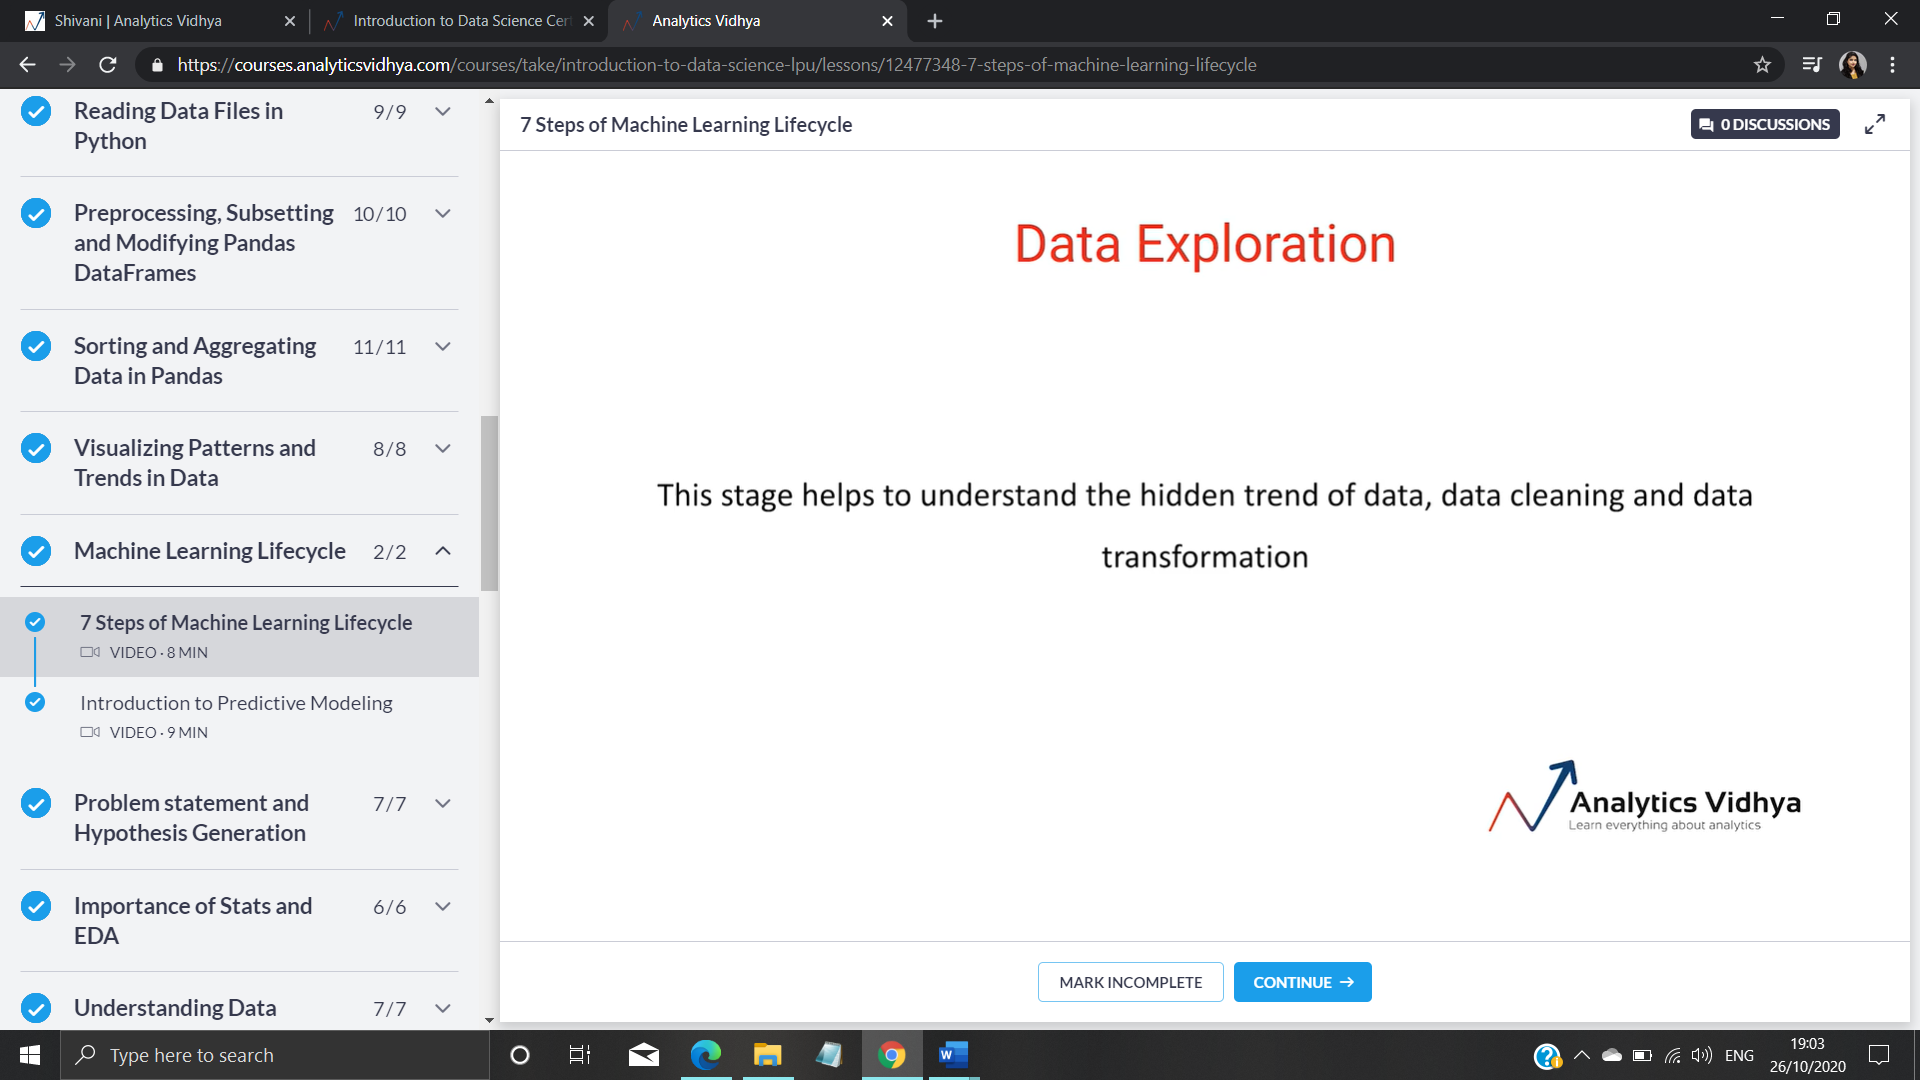 Shivani | Analytics Vidhya
Introduction to Data Science Cert
Analytics Vidhya
https://courses.analyticsvidhya.com/courses/take/introduction-to-data-science-lpu/lessons/12477348-7-steps-of-machine-learning-lifecycle
Reading Data Files in
Python
9/9
Preprocessing, Subsetting
and Modifying Pandas
DataFrames
10/10
Sorting and Aggregating
Data in Pandas
11/11
Visualizing Patterns and
Trends in Data
8/8
Machine Learning Lifecycle
2/2
7 Steps of Machine Learning Lifecycle
VIDEO · 8 MIN
Introduction to Predictive Modeling
VIDEO · 9 MIN
Problem statement and
Hypothesis Generation
7/7
Importance of Stats and
EDA
6/6
Understanding Data
7/7
7 Steps of Machine Learning Lifecycle
0 DISCUSSIONS
Data Exploration
This stage helps to understand the hidden trend of data, data cleaning and data
transformation
Analytics Vidhya
Learn everything about analytics
MARK INCOMPLETE
CONTINUE →
Type here to search
W
ENG
19:03
26/10/2020